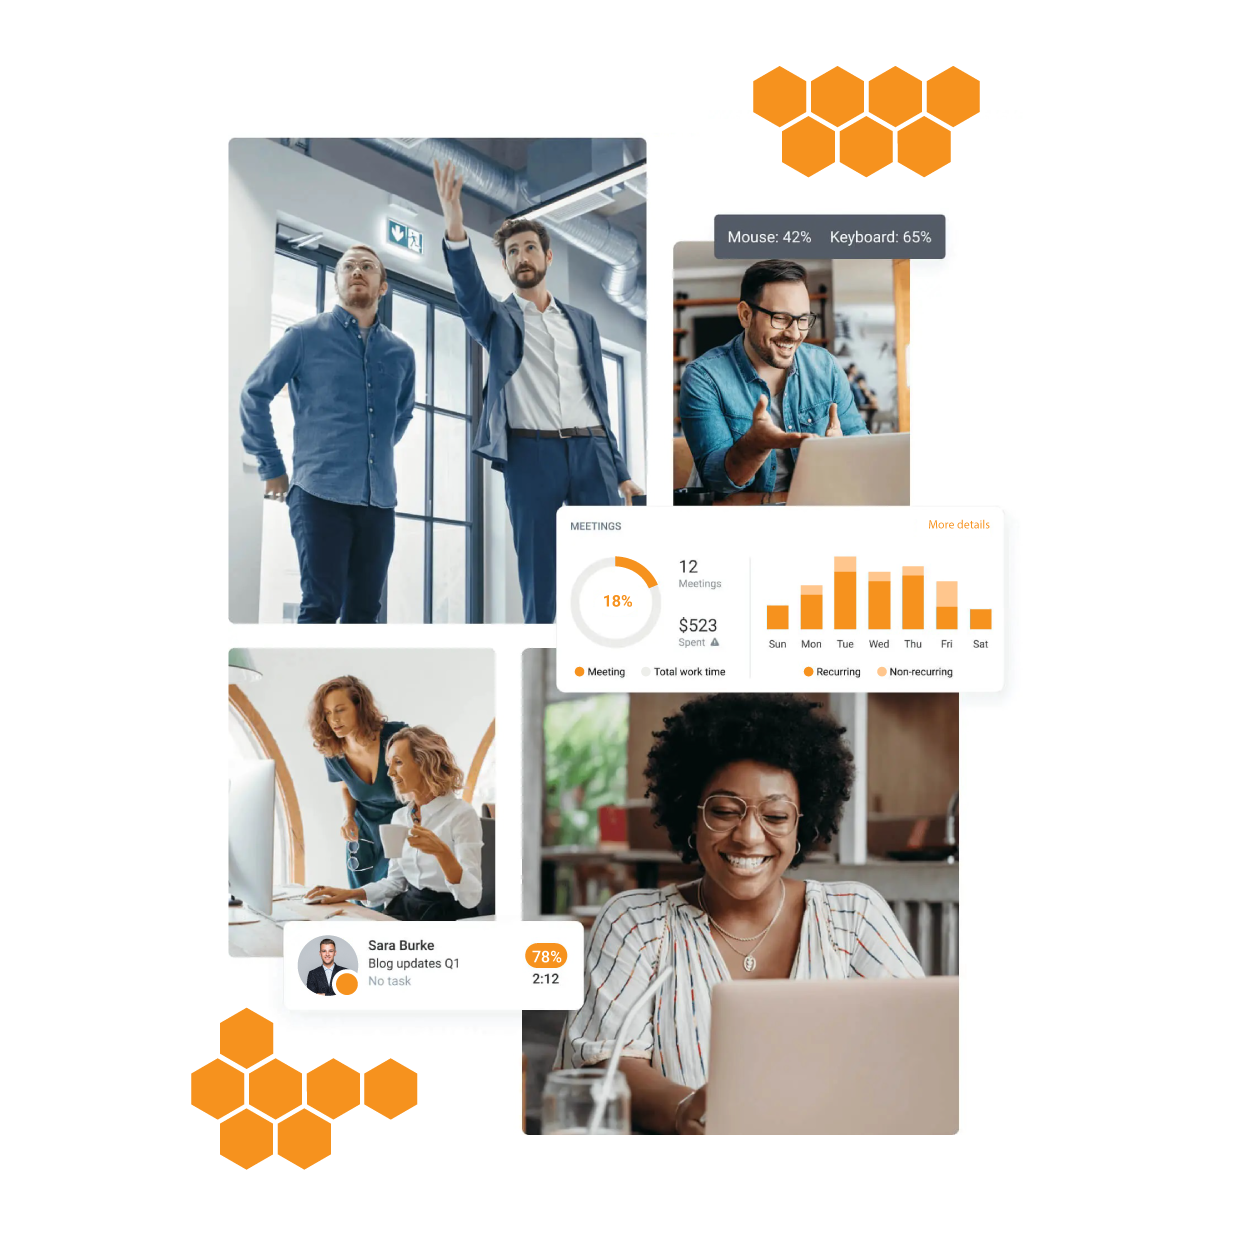 Mouse: 42% Keyboard: 65%
MEETINGS
More details
18%
12
Meetings
$523
Spent
Meeting
Total work time
Sun Mon Tue Wed Thu Fri Sat
Recurring
Non-recurring
Sara Burke
Blog updates Q1
No task
78%
2:12